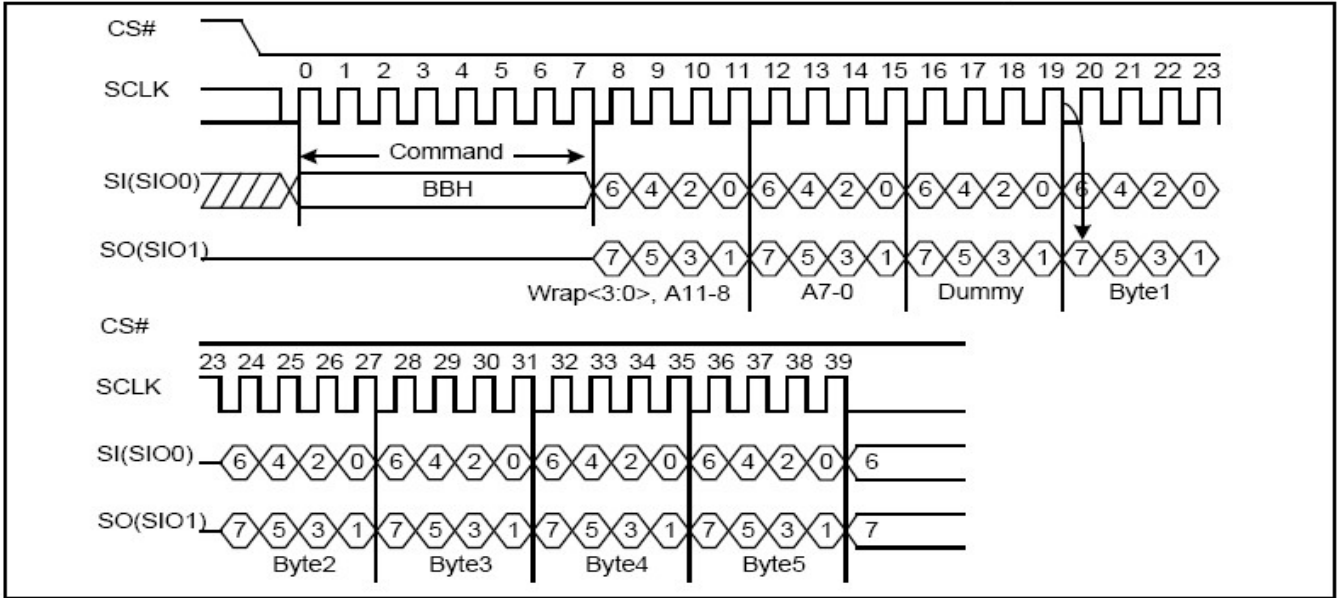 CS#
0 1 2 3 4 5 6 7 8 9 10 11 12 13 14 15 16 17 18 19 20 21 22 23
SCLK
Command
SI(SIO0) BBH 6 4 2 0 6 4 2 0 6 4 2 0 6 4 2 0
SO(SIO1) 7 5 3 1 7 5 3 1 7 5 3 1 7 5 3 1
Wrap<3:0>, A11-8 A7-0 Dummy Byte1
CS#
23 24 25 26 27 28 29 30 31 32 33 34 35 36 37 38 39
SCLK
SI(SIO0) 6 4 2 0 6 4 2 0 6 4 2 0 6 4 2 0 6
SO(SIO1) 7 5 3 1 7 5 3 1 7 5 3 1 7 5 3 1 7
Byte2 Byte3 Byte4 Byte5